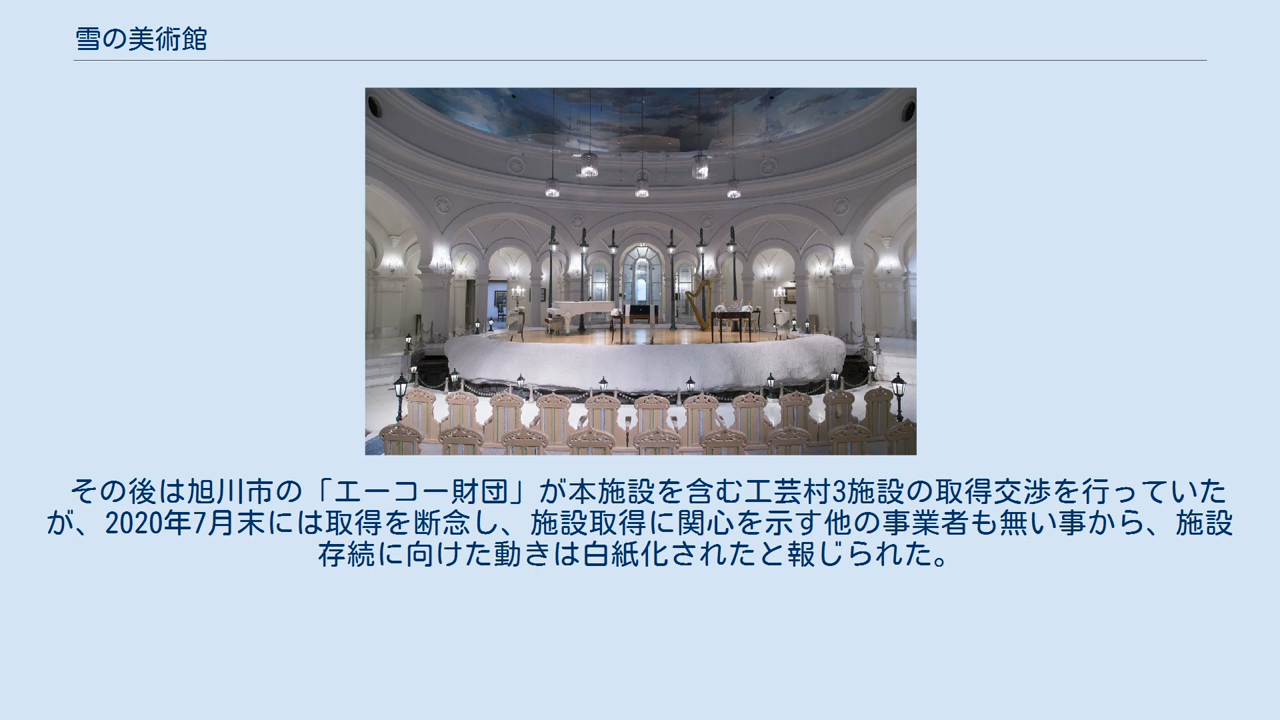 雪の美術館
その後は旭川市の「エーコー財団」が本施設を含む工芸村3施設の取得交渉を行っていた
が、2020年7月末には取得を断念し、施設取得に関心を示す他の事業者も無い事から、施設
存続に向けた動きは白紙化されたと報じられた。